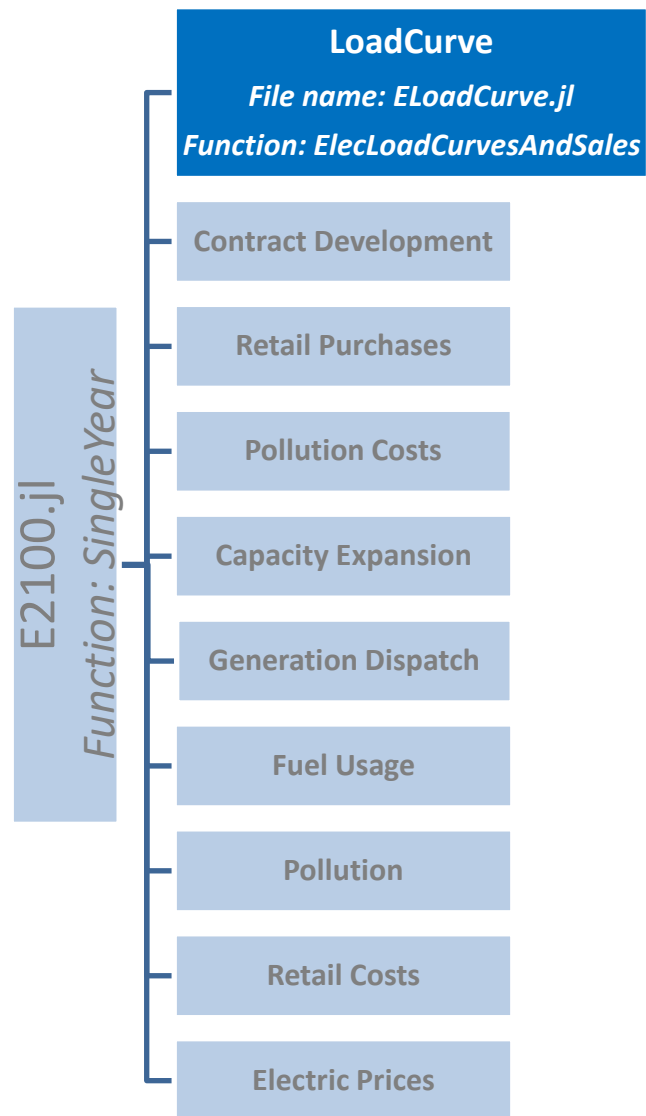 LoadCurve
File name: ELoadCurve.jl
Function: ElecLoadCurvesAndSales
Contract Development
Retail Purchases
Pollution Costs
Capacity Expansion
E2100.jl
Function: SingleYear
Generation Dispatch
Fuel Usage
Pollution
Retail Costs
Electric Prices